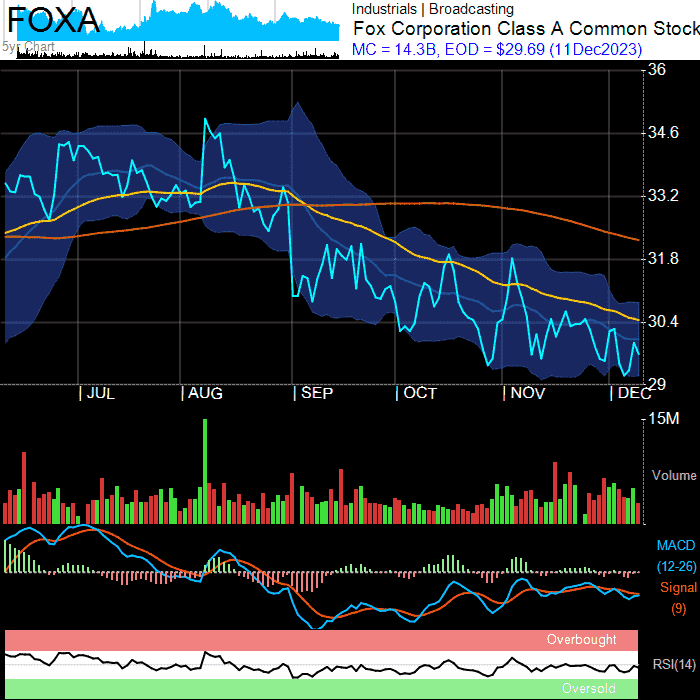 FOXA
5yr Chart
Industrials | Broadcasting
Fox Corporation Class A Common Stock
MC = 14.3B, EOD = $29.69 (11Dec2023)
36
34.6
33.2
31.8
30.4
29
| JUL
| AUG
| SEP
| OCT
| NOV
| DEC
15M
Volume
MACD
(12-26)
Signal
(9)
Overbought
RSI(14)
Oversold